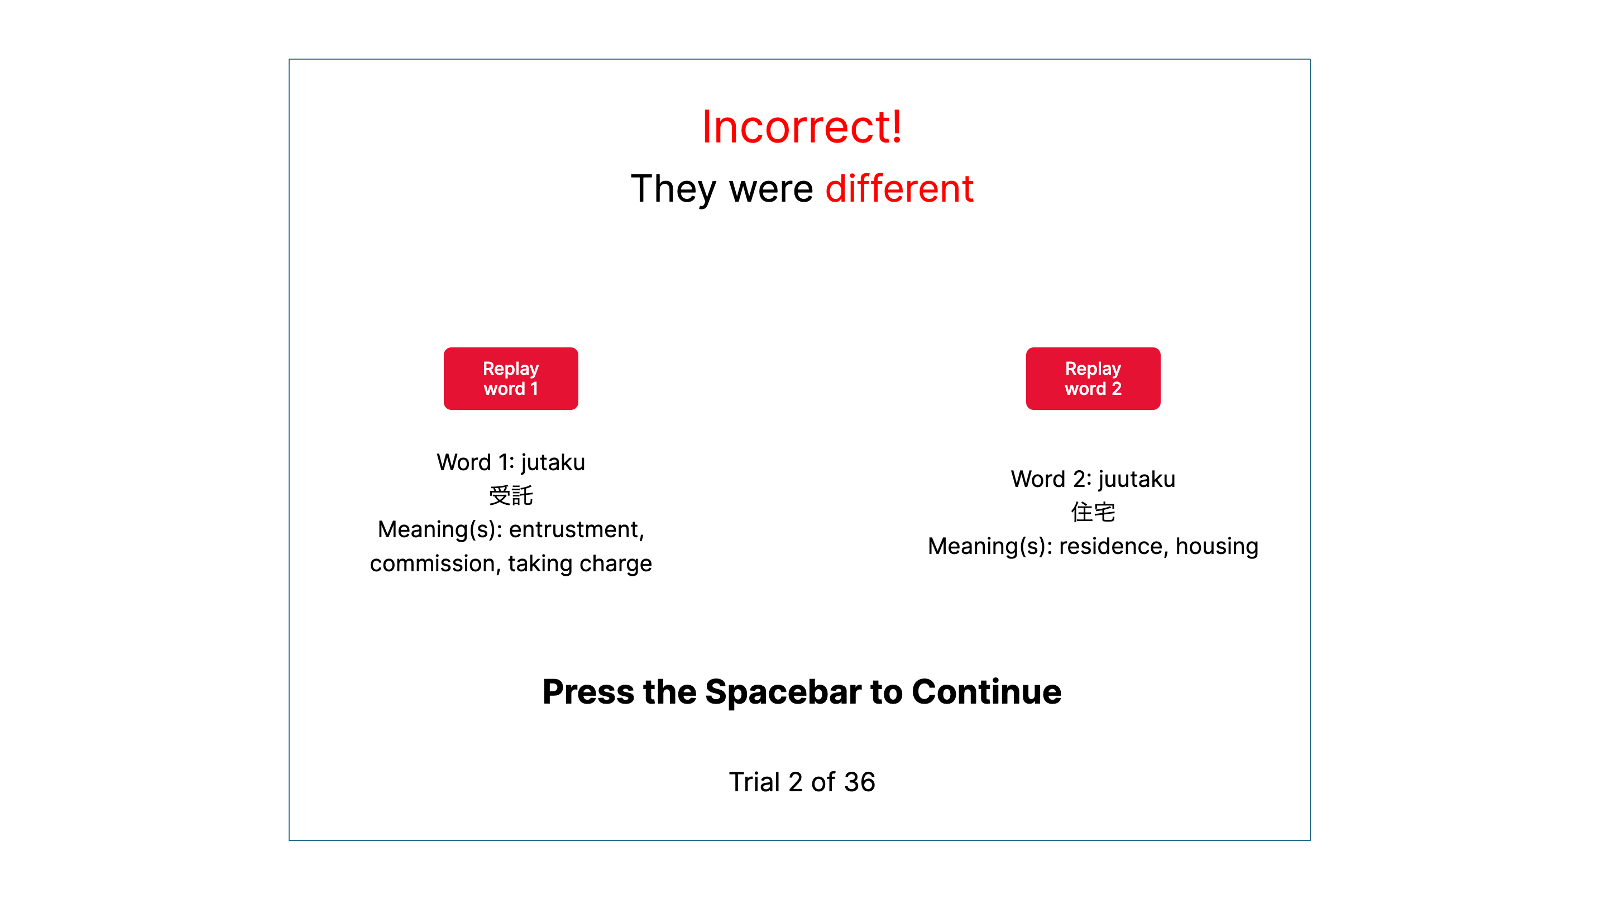 Incorrect!
They were different
Replay
word 1
Replay
word 2
Word 1: jutaku
受託
Meaning(s): entrustment,
commission, taking charge
Word 2: juutaku
住宅
Meaning(s): residence, housing
Press the Spacebar to Continue
Trial 2 of 36